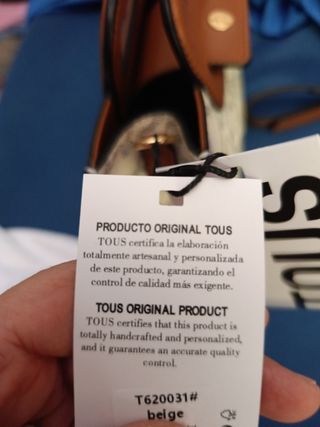 PRODUCTO ORIGINAL TOUS
TOUS certifica la elaboración
totalmente artesanal y personalizada
de este producto, garantizando el
control de calidad más exigente.
TOUS ORIGINAL PRODUCT
TOUS certifies that this product is
totally handcrafted and personalized,
and it guarantees an accurate quality
control.
T620031#
beige